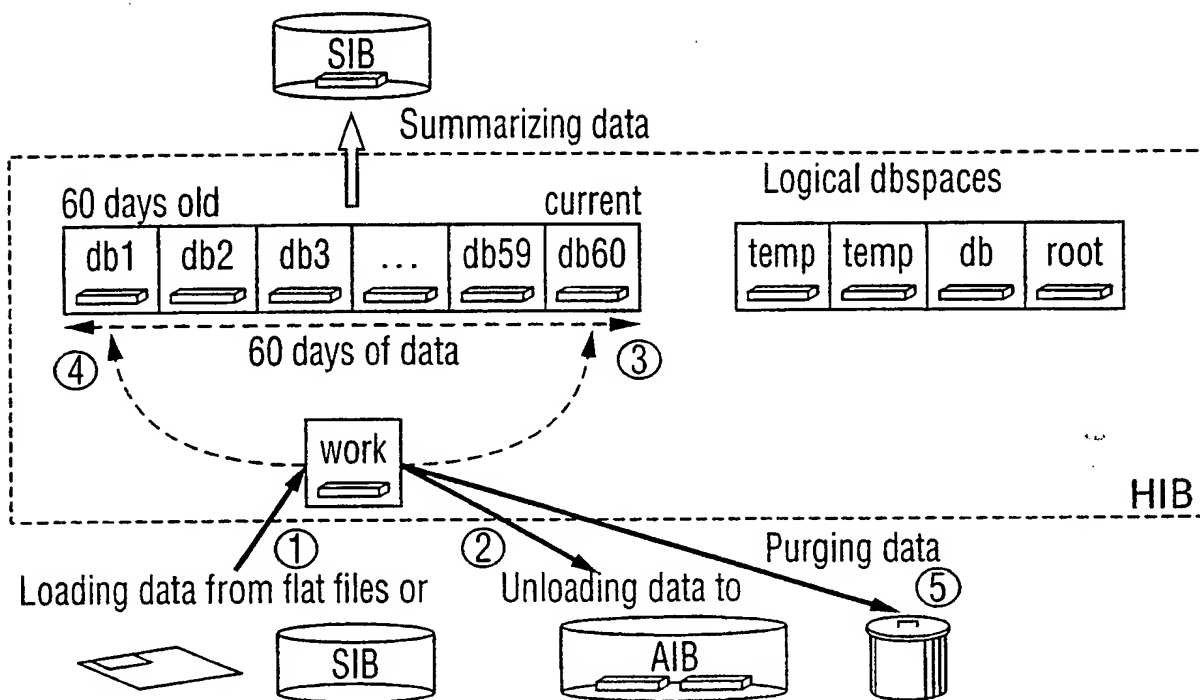 SIB
Summarizing data
Logical dbspaces
60 days old current
db1 db2 db3 ... db59 db60
temp temp db root
60 days of data
④ ③
work
HIB
① ② Purging data
Loading data from flat files or Unloading data to ⑤
SIB AIB